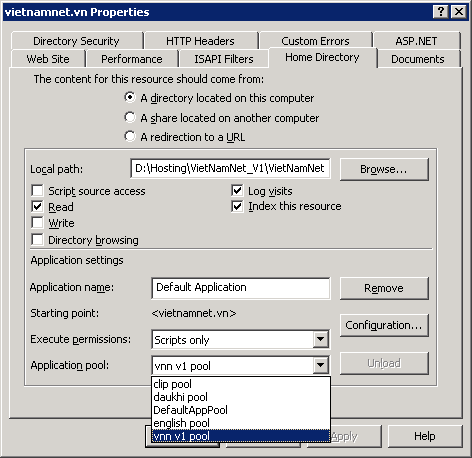 vietnamnet.vn Properties
Directory Security HTTP Headers Custom Errors ASP.NET
Web Site Performance ISAPI Filters Home Directory Documents
The content for this resource should come from:
A directory located on this computer
A share located on another computer
A redirection to a URL
Local path: D:\Hosting\VietNamNet_V1\VietNamNet Browse...
Script source access Log visits
Read Index this resource
Write
Directory browsing
Application settings
Application name: Default Application Remove
Starting point: <vietnamnet.vn>
Configuration...
Execute permissions: Scripts only
Application pool: vnn v1 pool Unload
clip pool
daukhi pool
DefaultAppPool
english pool
vnn v1 pool
Apply Help